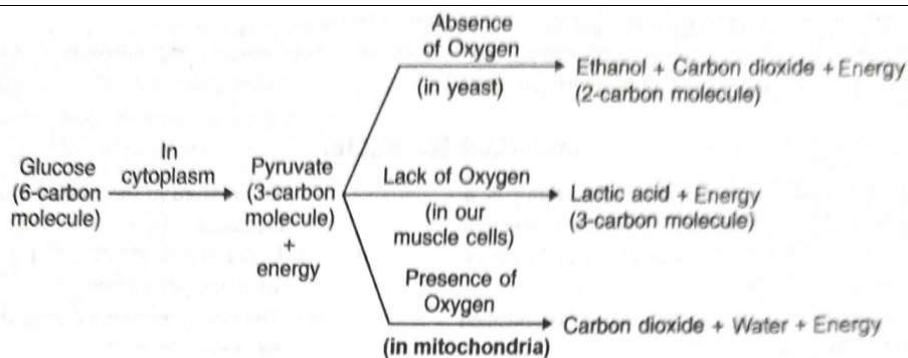 Absence
of Oxygen
(in yeast)
Ethanol + Carbon dioxide + Energy
(2-carbon molecule)
Glucose
(6-carbon
molecule)
In
cytoplasm
Pyruvate
(3-carbon
molecule)
+
energy
Lack of Oxygen
(in our
muscle cells)
Lactic acid + Energy
(3-carbon molecule)
Presence of
Oxygen
(in mitochondria)
Carbon dioxide + Water + Energy